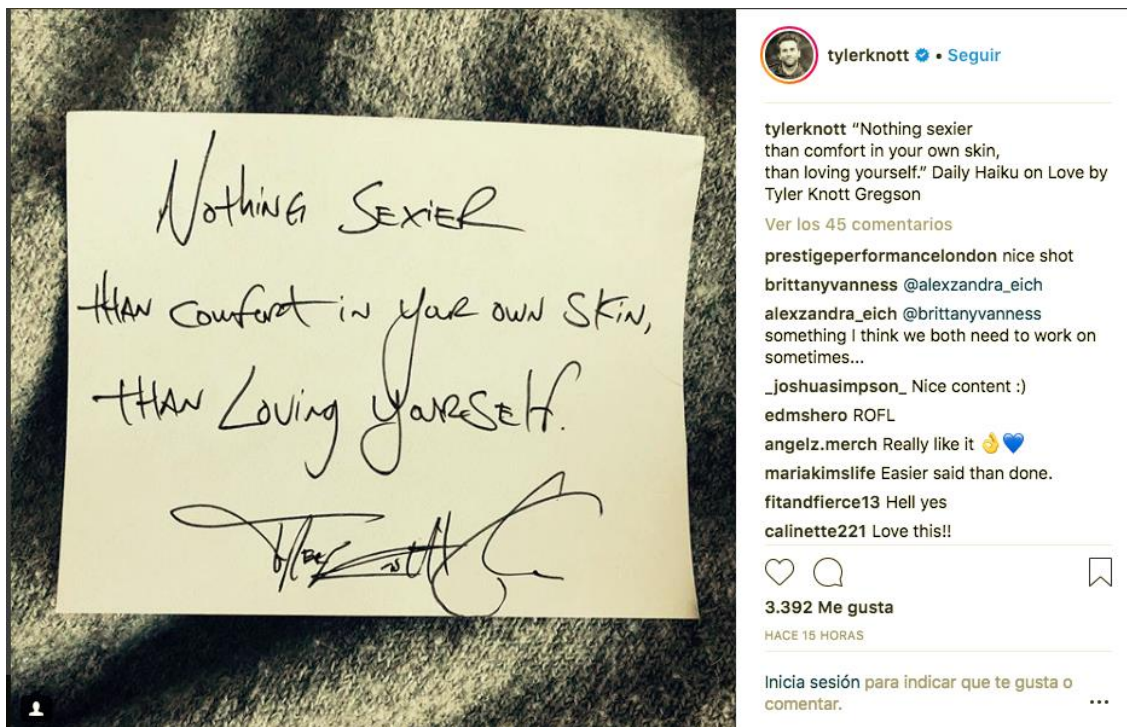 NothiNG SEXiER
tHAN comfort in your own SKiN,
tHAN Loving yourself.
tylerknott • Seguir
tylerknott “Nothing sexier
than comfort in your own skin,
than loving yourself.” Daily Haiku on Love by
Tyler Knott Gregson
Ver los 45 comentarios
prestigeperformancelondon nice shot
brittanyvanness @alexzandra_eich
alexzandra_eich @brittanyvanness
something I think we both need to work on
sometimes...
_joshuasimpson_ Nice content :)
edmshero ROFL
angelz.merch Really like it 👌💙
mariakimslife Easier said than done.
fitandfierce13 Hell yes
calinette221 Love this!!
3.392 Me gusta
HACE 15 HORAS
Inicia sesión para indicar que te gusta o
comentar.